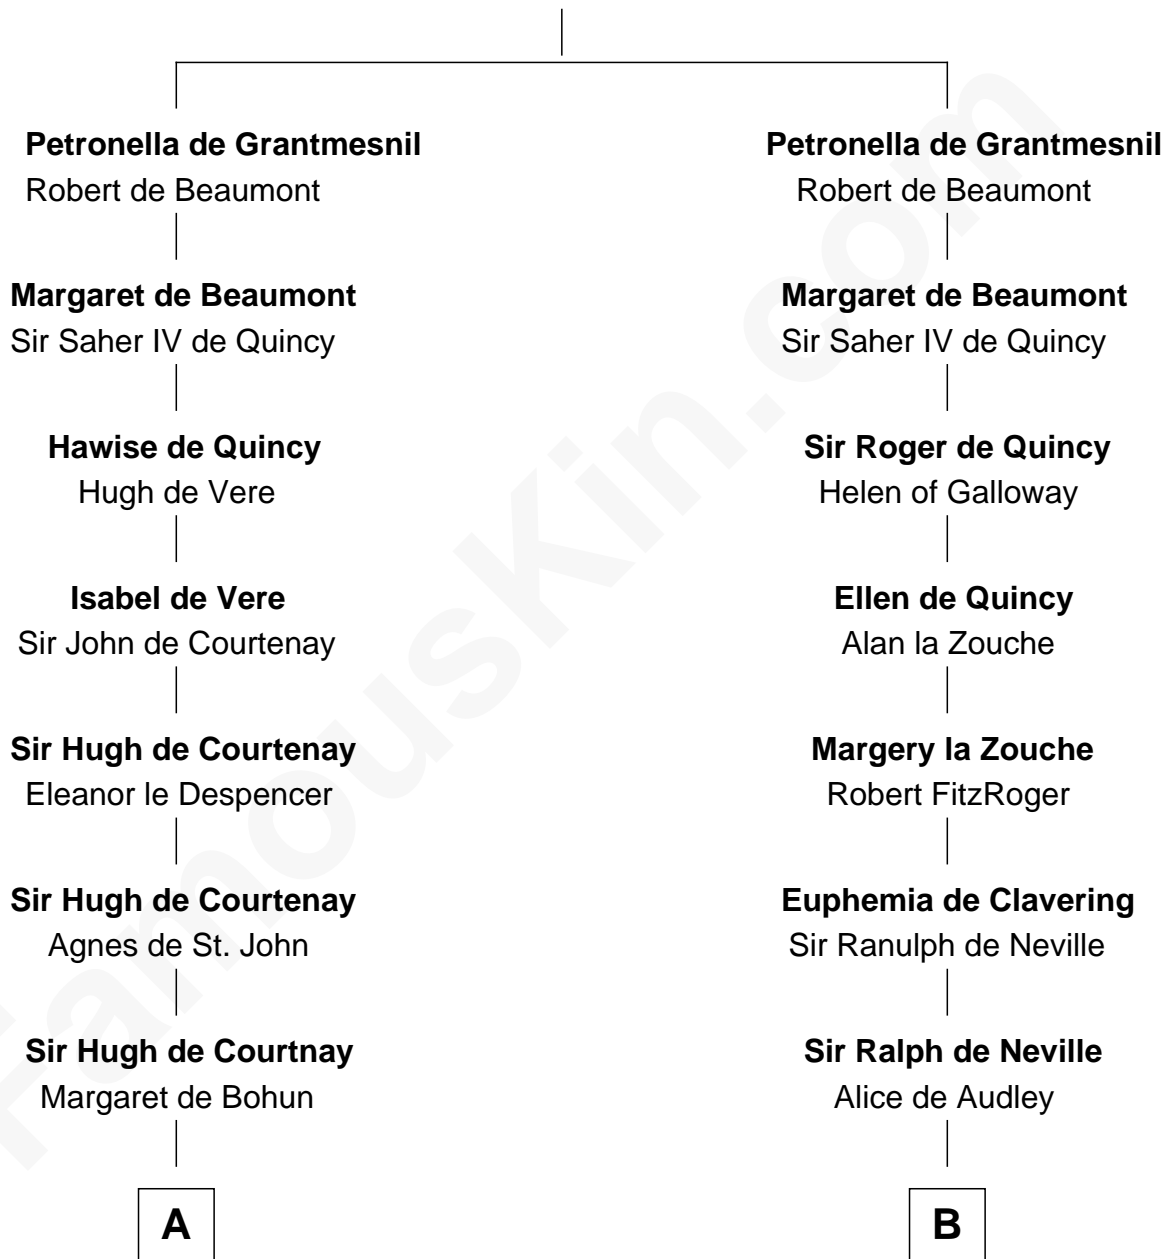 Petronella de Grantmesnil
Robert de Beaumont
Margaret de Beaumont
Sir Saher IV de Quincy
Hawise de Quincy
Hugh de Vere
Isabel de Vere
Sir John de Courtenay
Sir Hugh de Courtenay
Eleanor le Despencer
Sir Hugh de Courtenay
Agnes de St. John
Sir Hugh de Courtnay
Margaret de Bohun
A
Petronella de Grantmesnil
Robert de Beaumont
Margaret de Beaumont
Sir Saher IV de Quincy
Sir Roger de Quincy
Helen of Galloway
Ellen de Quincy
Alan la Zouche
Margery la Zouche
Robert FitzRoger
Euphemia de Clavering
Sir Ranulph de Neville
Sir Ralph de Neville
Alice de Audley
B
FamousKin.com